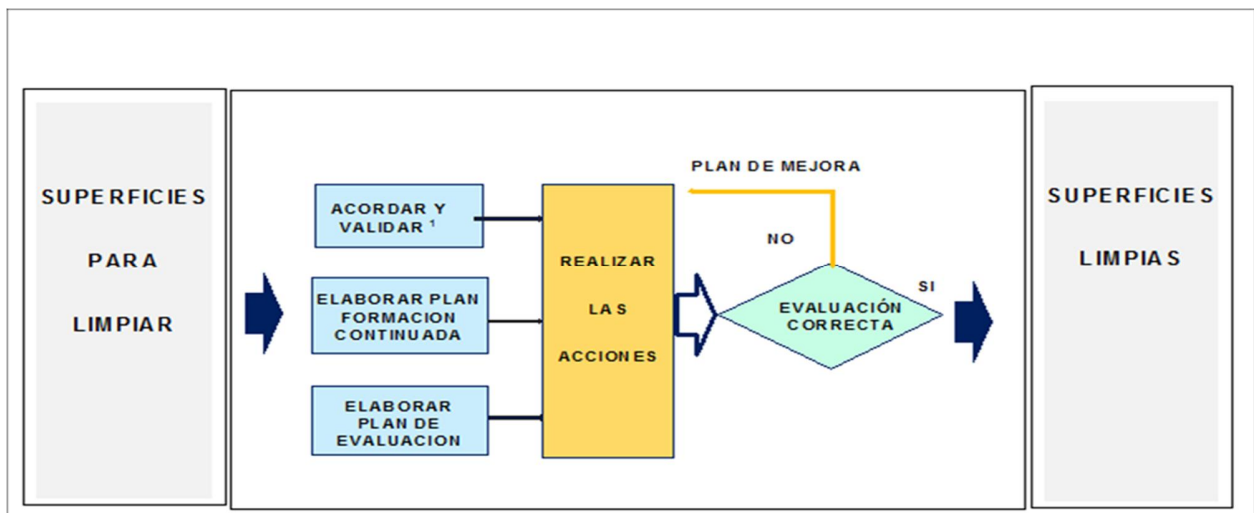 SUPERFICIES
PARA
LIMPIAR
ACORDAR Y
VALIDAR ¹
ELABORAR PLAN
FORMACION
CONTINUADA
ELABORAR
PLAN DE
EVALUACION
REALIZAR
LAS
ACCIONES
PLAN DE MEJORA
NO
SI
EVALUACIÓN
CORRECTA
SUPERFICIES
LIMPIAS